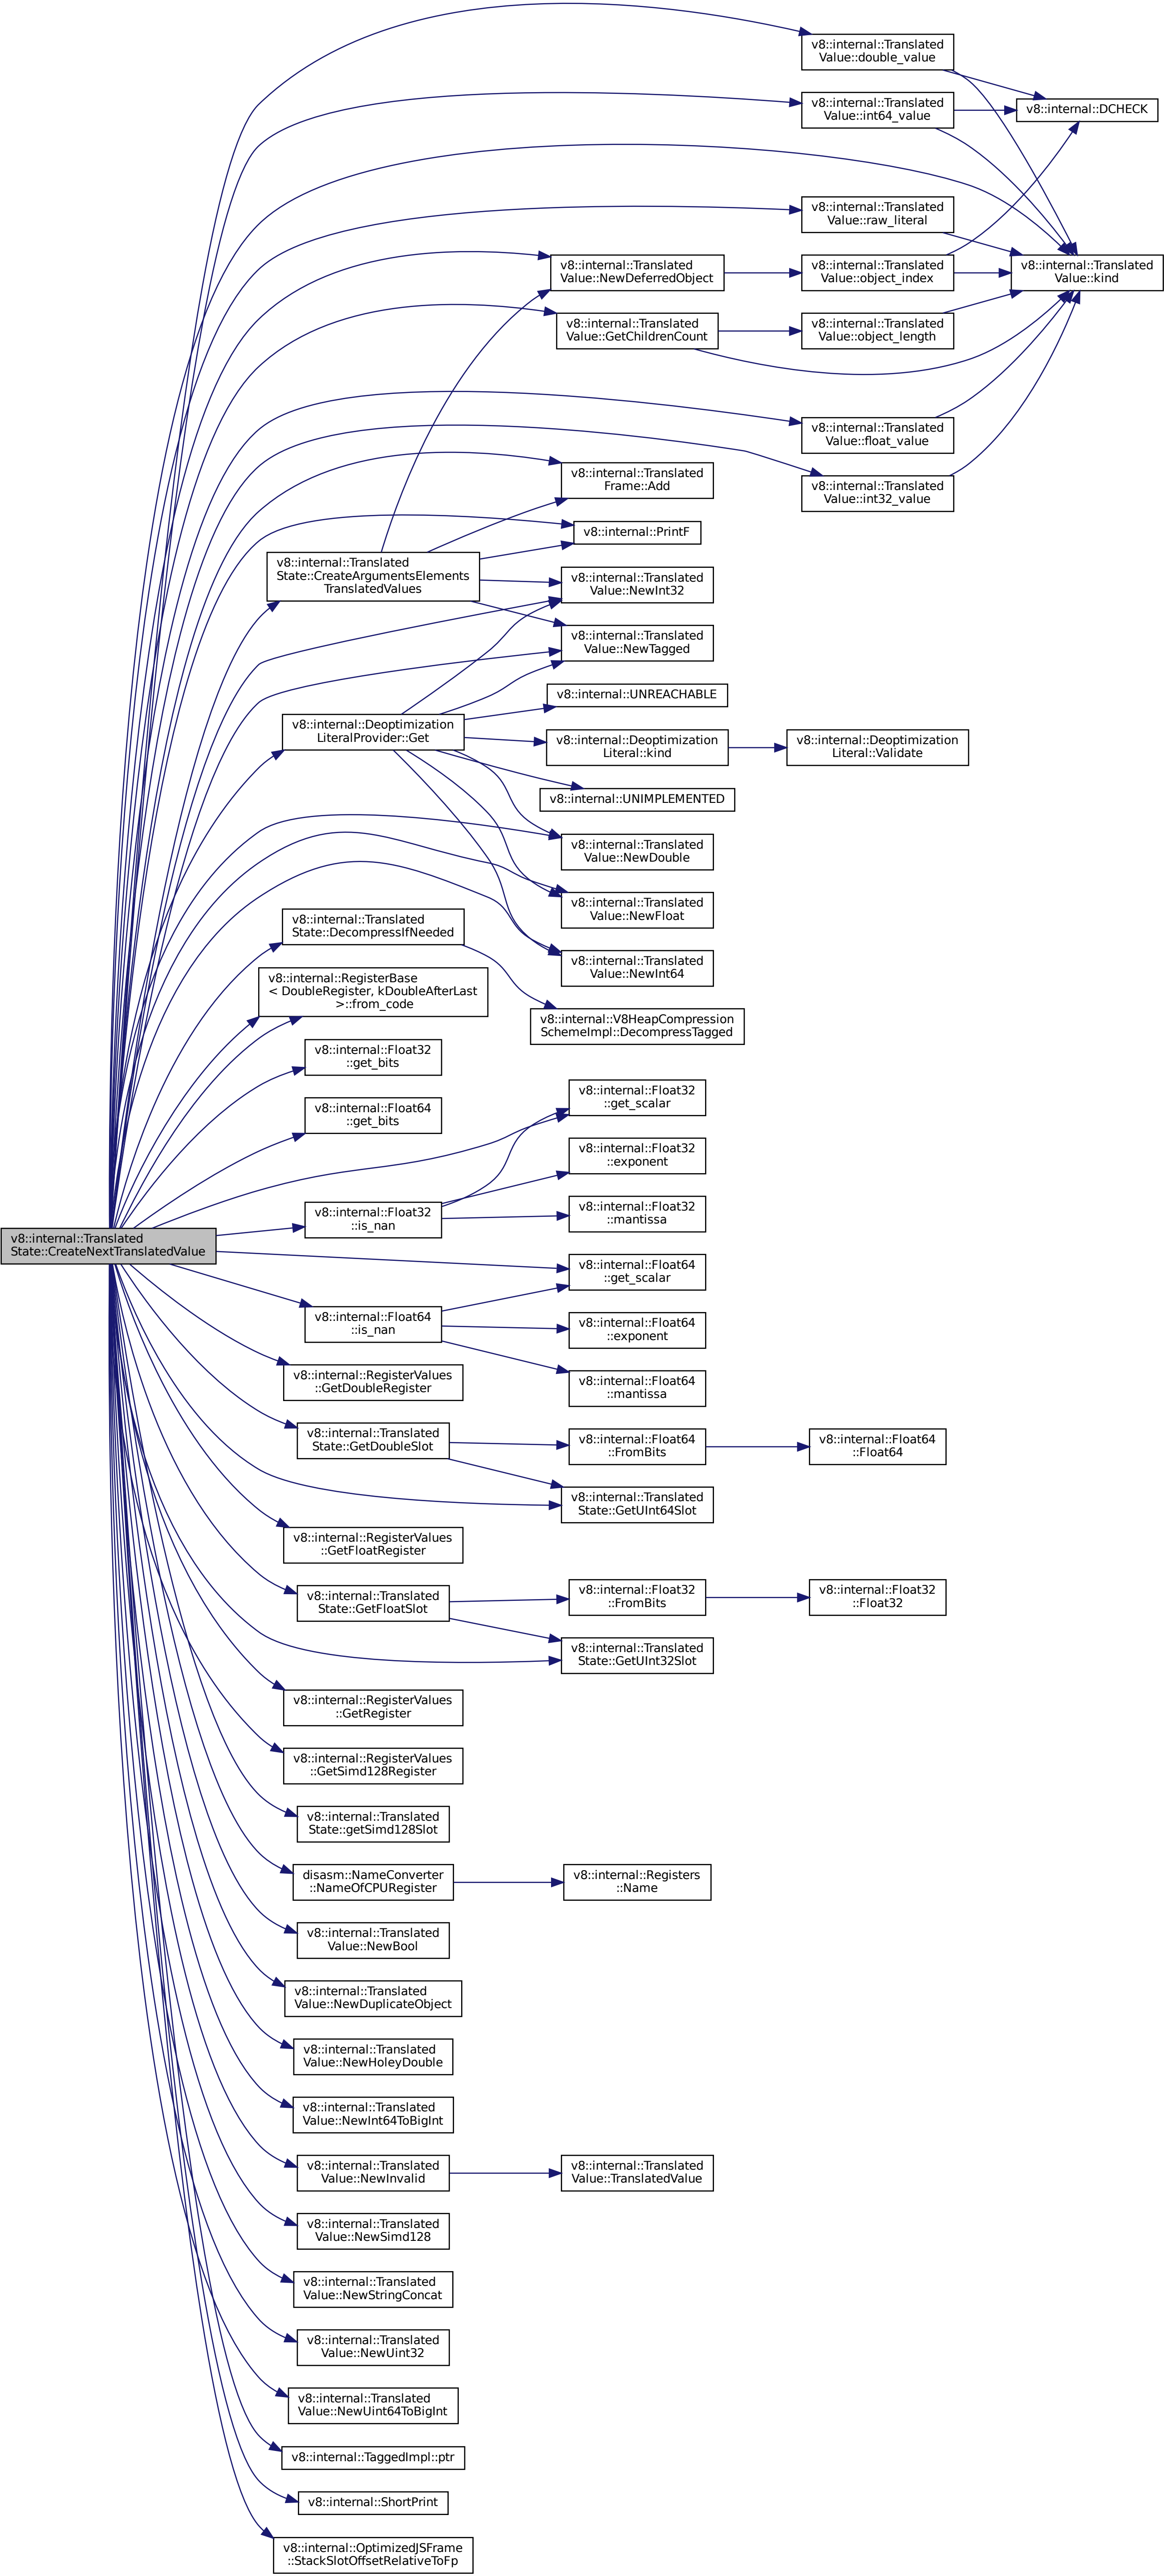 v8::internal::Translated
Value::double_value
v8::internal::Translated
Value::int64_value
v8::internal::DCHECK
v8::internal::Translated
Value::raw_literal
v8::internal::Translated
Value::NewDeferredObject
v8::internal::Translated
Value::object_index
v8::internal::Translated
Value::kind
v8::internal::Translated
Value::GetChildrenCount
v8::internal::Translated
Value::object_length
v8::internal::Translated
Value::float_value
v8::internal::Translated
Value::int32_value
v8::internal::Translated
Frame::Add
v8::internal::PrintF
v8::internal::Translated
State::CreateArgumentsElements
TranslatedValues
v8::internal::Translated
Value::NewInt32
v8::internal::Translated
Value::NewTagged
v8::internal::UNREACHABLE
v8::internal::Deoptimization
LiteralProvider::Get
v8::internal::Deoptimization
Literal::kind
v8::internal::Deoptimization
Literal::Validate
v8::internal::UNIMPLEMENTED
v8::internal::Translated
Value::NewDouble
v8::internal::Translated
Value::NewFloat
v8::internal::Translated
State::DecompressIfNeeded
v8::internal::Translated
Value::NewInt64
v8::internal::RegisterBase
< DoubleRegister, kDoubleAfterLast
>::from_code
v8::internal::V8HeapCompression
SchemeImpl::DecompressTagged
v8::internal::Float32
::get_bits
v8::internal::Float32
::get_scalar
v8::internal::Float64
::get_bits
v8::internal::Float32
::exponent
v8::internal::Float32
::is_nan
v8::internal::Float32
::mantissa
v8::internal::Translated
State::CreateNextTranslatedValue
v8::internal::Float64
::get_scalar
v8::internal::Float64
::is_nan
v8::internal::Float64
::exponent
v8::internal::RegisterValues
::GetDoubleRegister
v8::internal::Float64
::mantissa
v8::internal::Translated
State::GetDoubleSlot
v8::internal::Float64
::FromBits
v8::internal::Float64
::Float64
v8::internal::Translated
State::GetUInt64Slot
v8::internal::RegisterValues
::GetFloatRegister
v8::internal::Translated
State::GetFloatSlot
v8::internal::Float32
::FromBits
v8::internal::Float32
::Float32
v8::internal::Translated
State::GetUInt32Slot
v8::internal::RegisterValues
::GetRegister
v8::internal::RegisterValues
::GetSimd128Register
v8::internal::Translated
State::getSimd128Slot
disasm::NameConverter
::NameOfCPURegister
v8::internal::Registers
::Name
v8::internal::Translated
Value::NewBool
v8::internal::Translated
Value::NewDuplicateObject
v8::internal::Translated
Value::NewHoleyDouble
v8::internal::Translated
Value::NewInt64ToBigInt
v8::internal::Translated
Value::NewInvalid
v8::internal::Translated
Value::TranslatedValue
v8::internal::Translated
Value::NewSimd128
v8::internal::Translated
Value::NewStringConcat
v8::internal::Translated
Value::NewUint32
v8::internal::Translated
Value::NewUint64ToBigInt
v8::internal::TaggedImpl::ptr
v8::internal::ShortPrint
v8::internal::OptimizedJSFrame
::StackSlotOffsetRelativeToFp